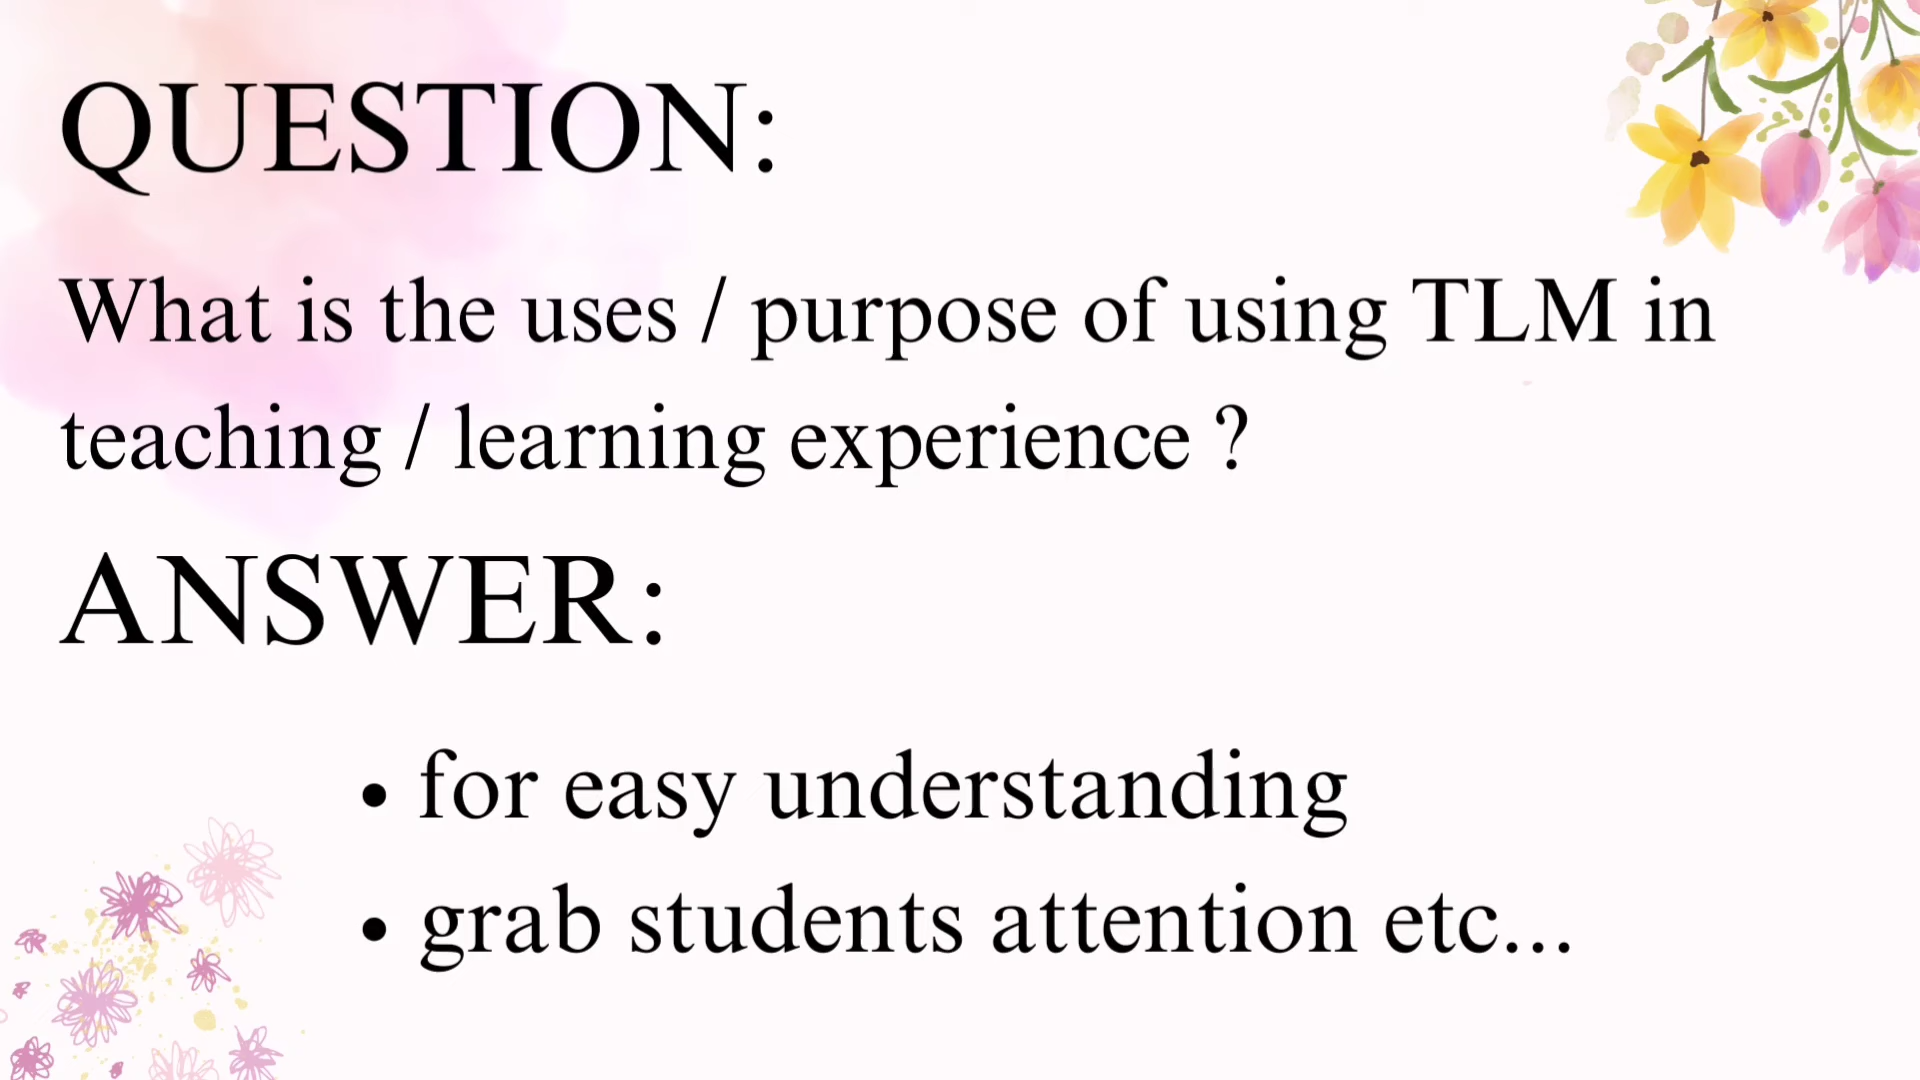 QUESTION:
What is the uses / purpose of using TLM in
teaching / learning experience ?
ANSWER:
• for easy understanding
• grab students attention etc...